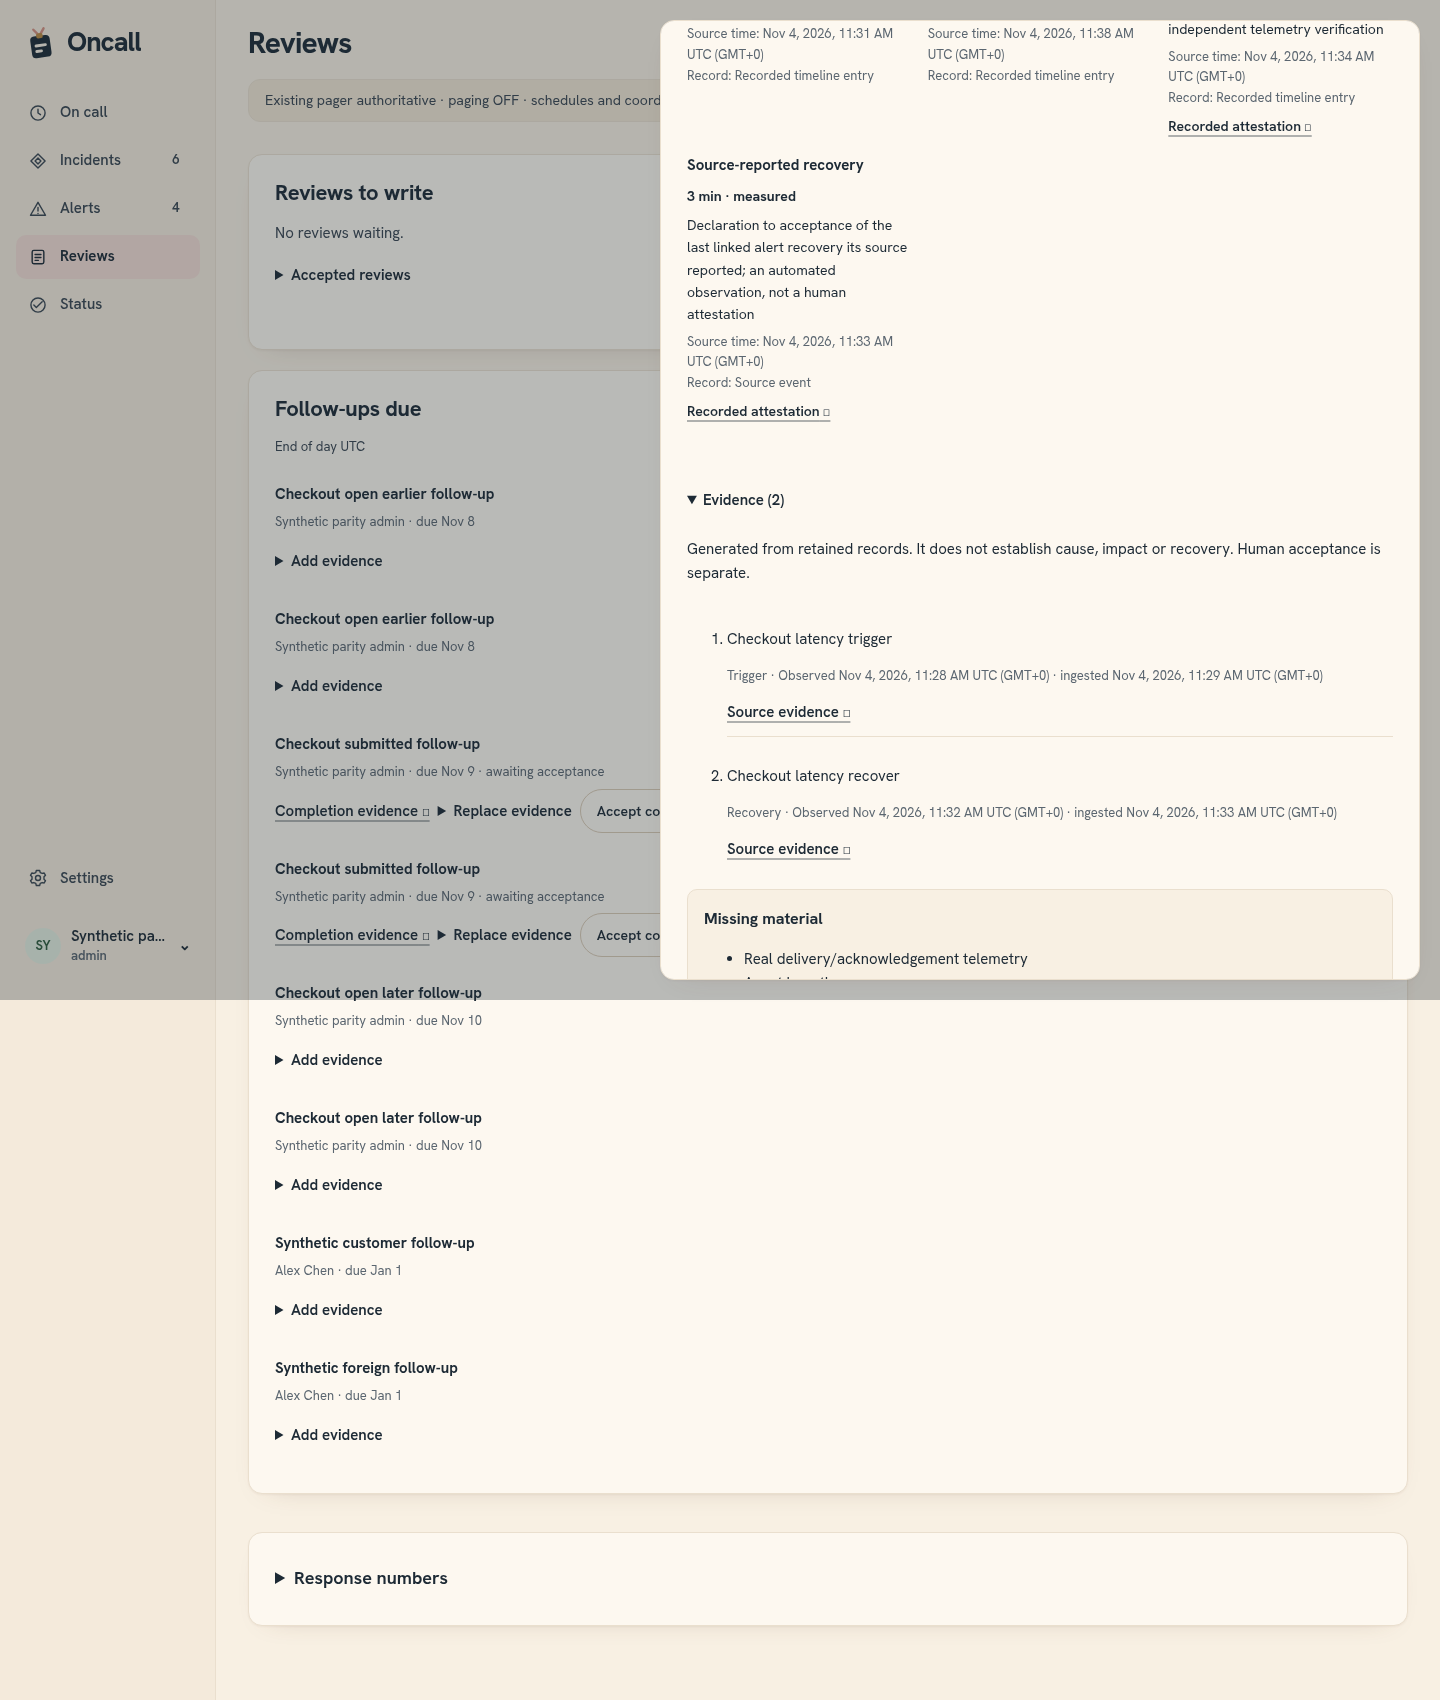 Oncall
On call
Incidents 6
Alerts 4
Reviews
Status
Settings
SY
Synthetic pa...
admin
Reviews
Existing pager authoritative · paging OFF · schedules and coord
Reviews to write
No reviews waiting.
Accepted reviews
Follow-ups due
End of day UTC
Checkout open earlier follow-up
Synthetic parity admin · due Nov 8
Add evidence
Checkout open earlier follow-up
Synthetic parity admin · due Nov 8
Add evidence
Checkout submitted follow-up
Synthetic parity admin · due Nov 9 · awaiting acceptance
Completion evidence Replace evidence Accept co
Checkout submitted follow-up
Synthetic parity admin · due Nov 9 · awaiting acceptance
Completion evidence Replace evidence Accept co
Checkout open later follow-up
Synthetic parity admin · due Nov 10
Add evidence
Checkout open later follow-up
Synthetic parity admin · due Nov 10
Add evidence
Synthetic customer follow-up
Alex Chen · due Jan 1
Add evidence
Synthetic foreign follow-up
Alex Chen · due Jan 1
Add evidence
Response numbers
Source time: Nov 4, 2026, 11:31 AM
UTC (GMT+0)
Record: Recorded timeline entry
Source time: Nov 4, 2026, 11:38 AM
UTC (GMT+0)
Record: Recorded timeline entry
independent telemetry verification
Source time: Nov 4, 2026, 11:34 AM
UTC (GMT+0)
Record: Recorded timeline entry
Recorded attestation
Source-reported recovery
3 min · measured
Declaration to acceptance of the
last linked alert recovery its source
reported; an automated
observation, not a human
attestation
Source time: Nov 4, 2026, 11:33 AM
UTC (GMT+0)
Record: Source event
Recorded attestation
Evidence (2)
Generated from retained records. It does not establish cause, impact or recovery. Human acceptance is
separate.
1. Checkout latency trigger
Trigger · Observed Nov 4, 2026, 11:28 AM UTC (GMT+0) · ingested Nov 4, 2026, 11:29 AM UTC (GMT+0)
Source evidence
2. Checkout latency recover
Recovery · Observed Nov 4, 2026, 11:32 AM UTC (GMT+0) · ingested Nov 4, 2026, 11:33 AM UTC (GMT+0)
Source evidence
Missing material
• Real delivery/acknowledgement telemetry